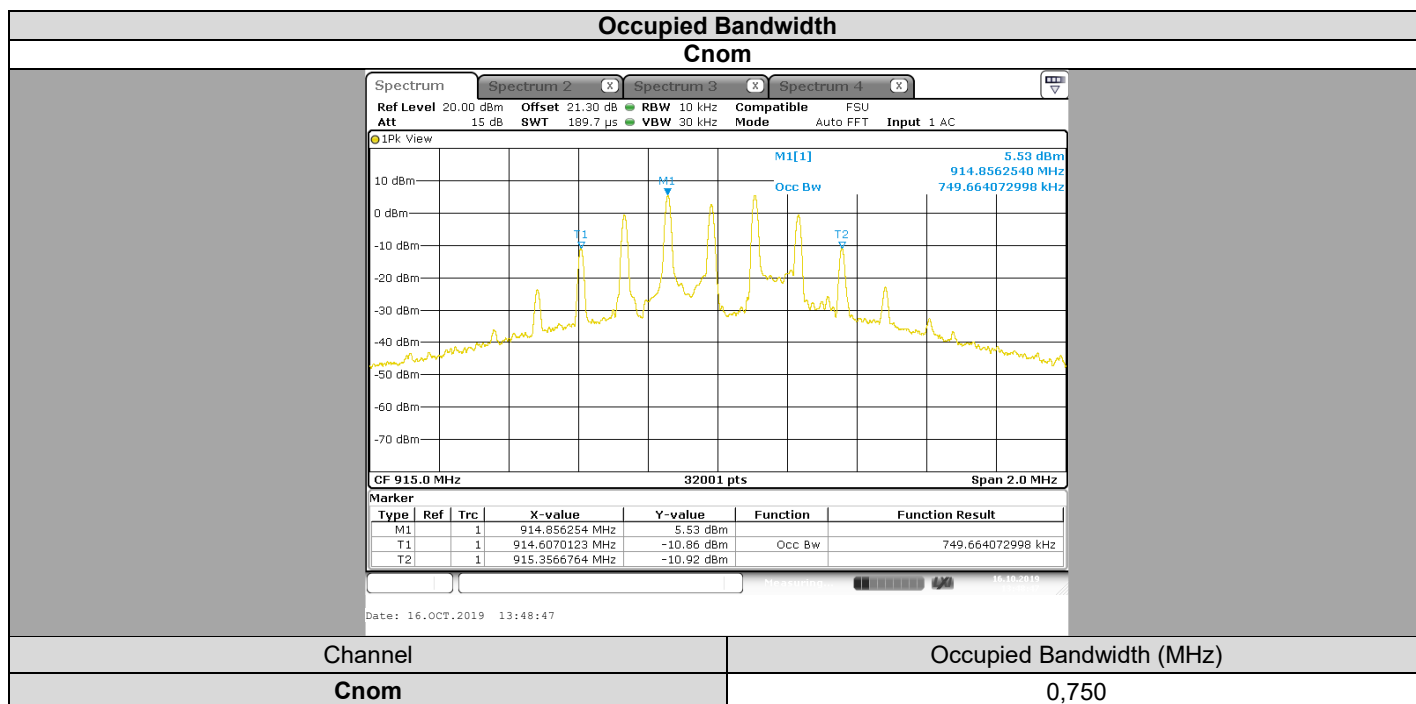 Occupied Bandwidth
Cnom
Spectrum Spectrum 2 X Spectrum 3 X Spectrum 4 X
Ref Level 20.00 dBm Offset 21.30 dB RBW 10 kHz Compatible FSU
Att 15 dB SWT 189.7 µs VBW 30 kHz Mode Auto FFT Input 1 AC
1Pk View
M1[1] 5.53 dBm
914.8562540 MHz
10 dBm
M1
Occ Bw 749.664072998 kHz
0 dBm
T1
T2
-10 dBm
-20 dBm
-30 dBm
-40 dBm
-50 dBm
-60 dBm
-70 dBm
CF 915.0 MHz 32001 pts Span 2.0 MHz
Marker
Type Ref Trc X-value Y-value Function Function Result
M1 1 914.856254 MHz 5.53 dBm
T1 1 914.6070123 MHz -10.86 dBm Occ Bw 749.664072998 kHz
T2 1 915.3566764 MHz -10.92 dBm
Measuring 16.10.2019
Date: 16.OCT.2019 13:48:47
Channel Occupied Bandwidth (MHz)
Cnom 0,750